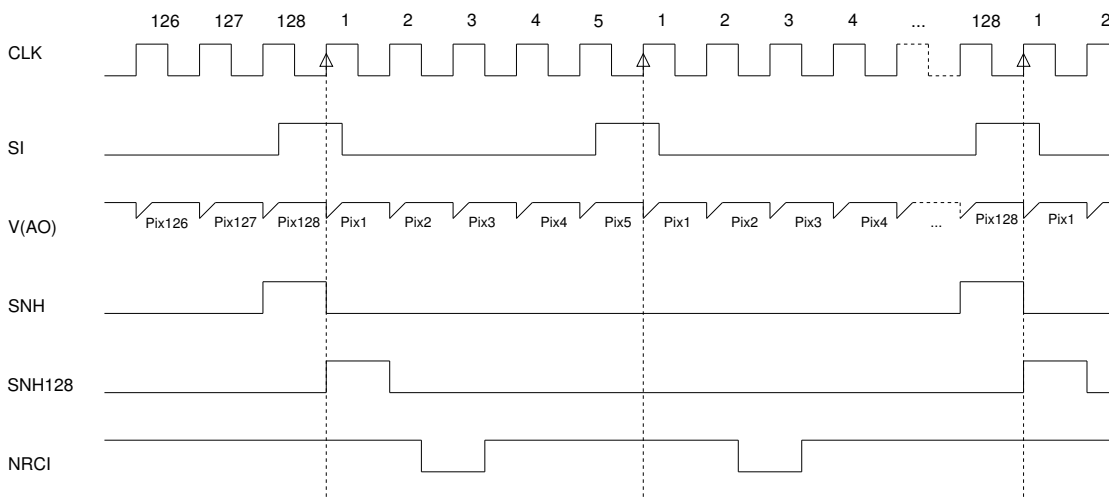 126 127 128 1 2 3 4 5 1 2 3 4 ... 128 1 2
CLK
SI
V(AO)
Pix126 Pix127 Pix128 Pix1 Pix2 Pix3 Pix4 Pix5 Pix1 Pix2 Pix3 Pix4 ... Pix128 Pix1
SNH
SNH128
NRCI